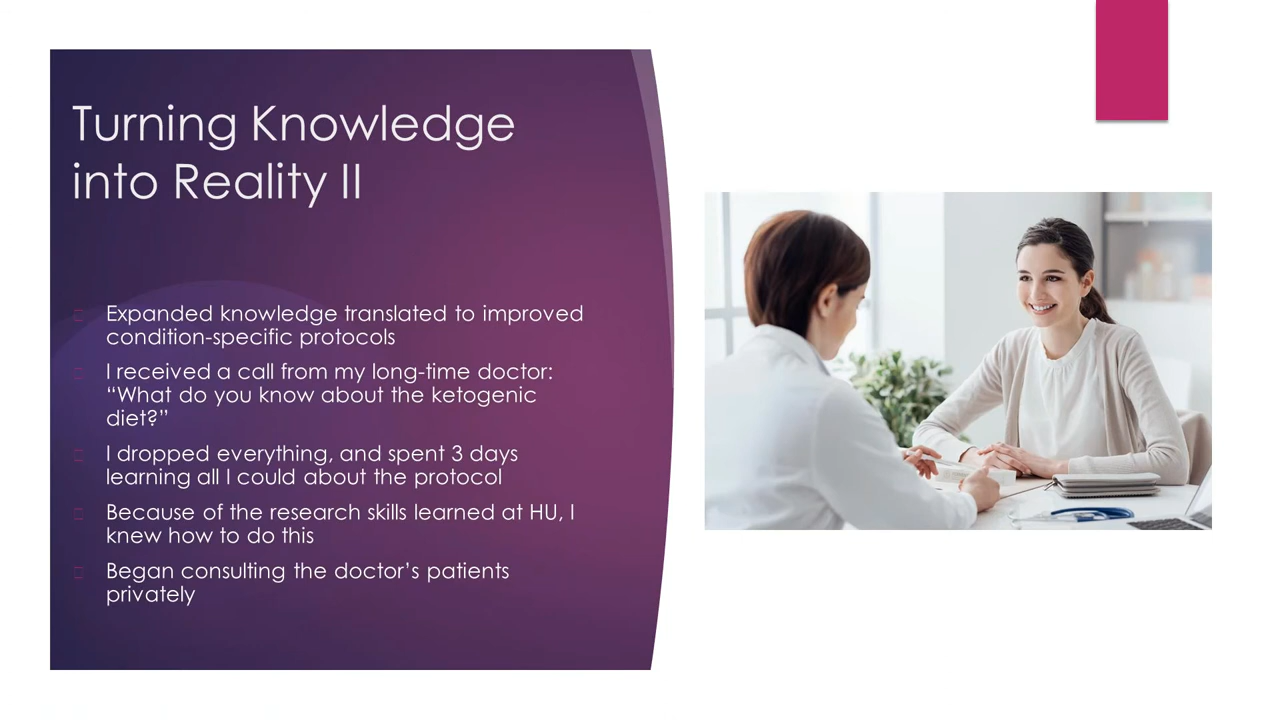 Turning Knowledge
into Reality II
Expanded knowledge translated to improved
condition-specific protocols
I received a call from my long-time doctor:
“What do you know about the ketogenic
diet?”
I dropped everything, and spent 3 days
learning all I could about the protocol
Because of the research skills learned at HU, I
knew how to do this
Began consulting the doctor’s patients
privately